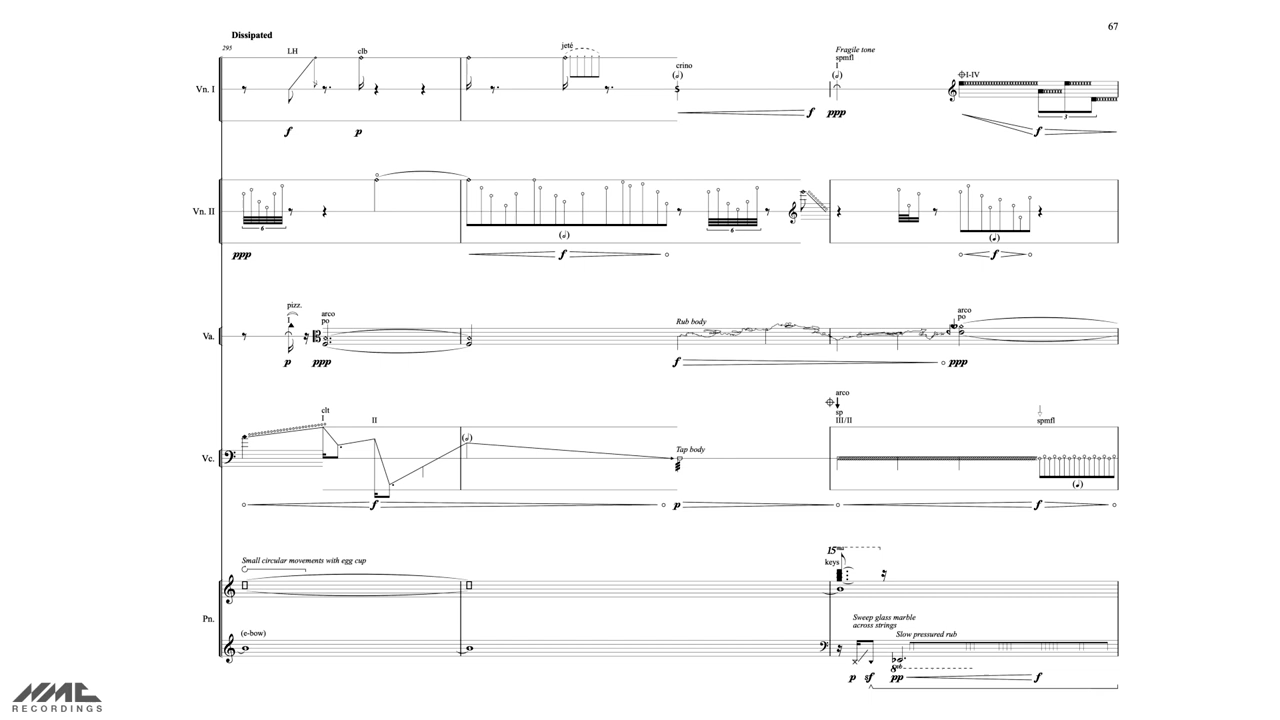 67
Dissipated
295
LH
clb
jeté
crino
Fragile tone
spmfl
I
I-IV
Vn. I
3
f
p
f
ppp
f
Vn. II
6
6
ppp
f
f
pizz.
I
arco
po
Rub body
arco
po
Va.
p
ppp
f
ppp
clt
I
II
Tap body
arco
sp
III/II
spmfl
Vc.
f
p
f
Small circular movements with egg cup
15ma
keys
Pn.
(e-bow)
Sweep glass marble
across strings
Slow pressured rub
8vb
p
sf
pp
f
NMC
RECORDINGS